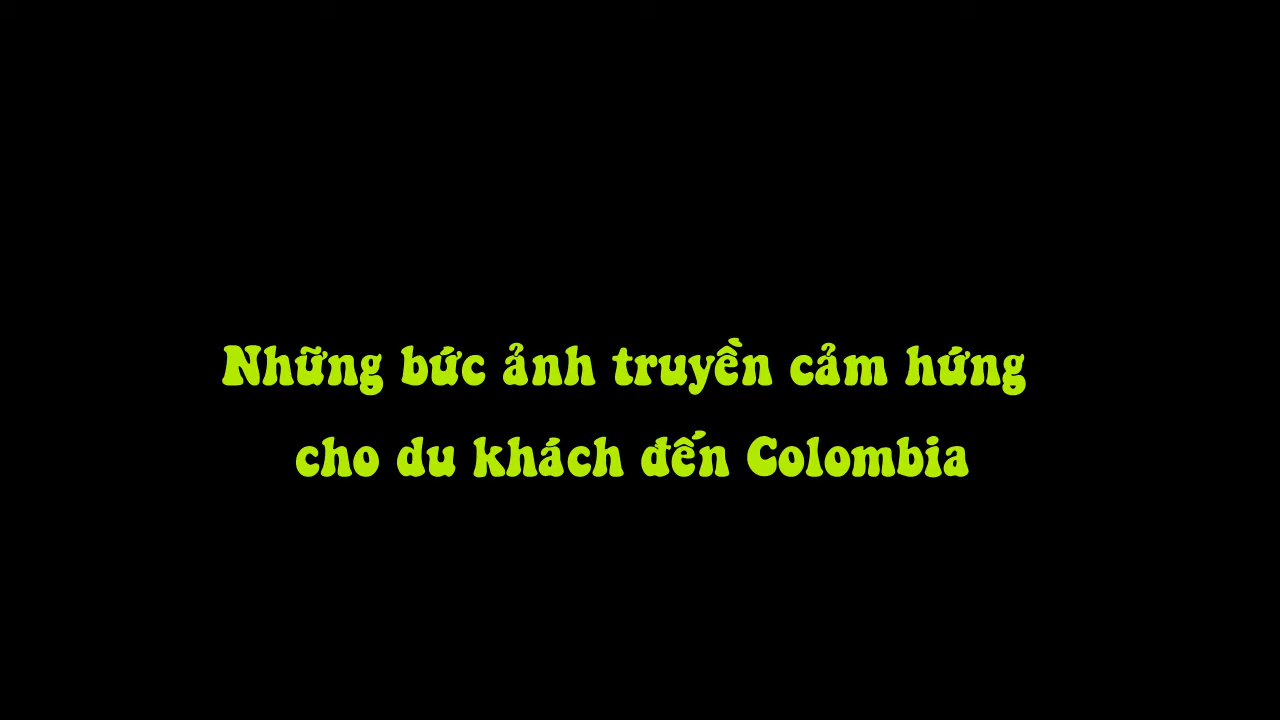 Những bức ảnh truyền cảm hứng
cho du khách đến Colombia